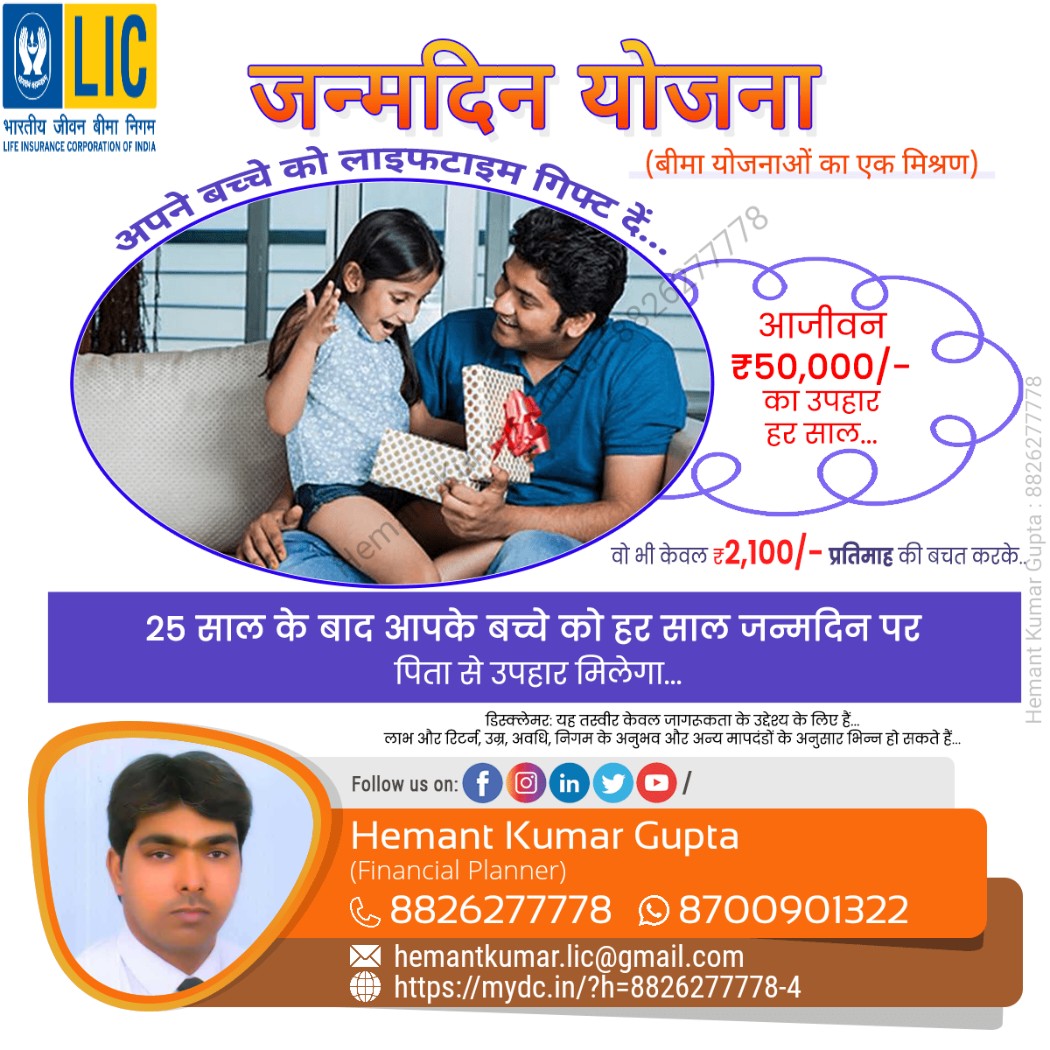 LIC
भारतीय जीवन बीमा निगम
LIFE INSURANCE CORPORATION OF INDIA
जन्मदिन योजना
(बीमा योजनाओं का एक मिश्रण)
अपने बच्चे को लाइफटाइम गिफ्ट दें...
आजीवन
₹50,000/-
का उपहार
हर साल...
वो भी केवल ₹2,100/- प्रतिमाह की बचत करके..
25 साल के बाद आपके बच्चे को हर साल जन्मदिन पर
पिता से उपहार मिलेगा...
डिस्क्लेमर: यह तस्वीर केवल जागरूकता के उद्देश्य के लिए हैं...
लाभ और रिटर्न, उम्र, अवधि, निगम के अनुभव और अन्य मापदंडों के अनुसार भिन्न हो सकते हैं...
Follow us on: /
Hemant Kumar Gupta
(Financial Planner)
8826277778 8700901322
hemantkumar.lic@gmail.com
https://mydc.in/?h=8826277778-4
Hemant Kumar Gupta : 8826277778
8826277778